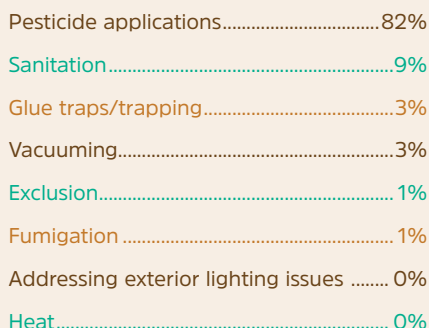 Pesticide applications.................................82%
Sanitation..........................................................9%
Glue traps/trapping.......................................3%
Vacuuming........................................................3%
Exclusion............................................................1%
Fumigation .......................................................1%
Addressing exterior lighting issues ........ 0%
Heat.................................................................... 0%